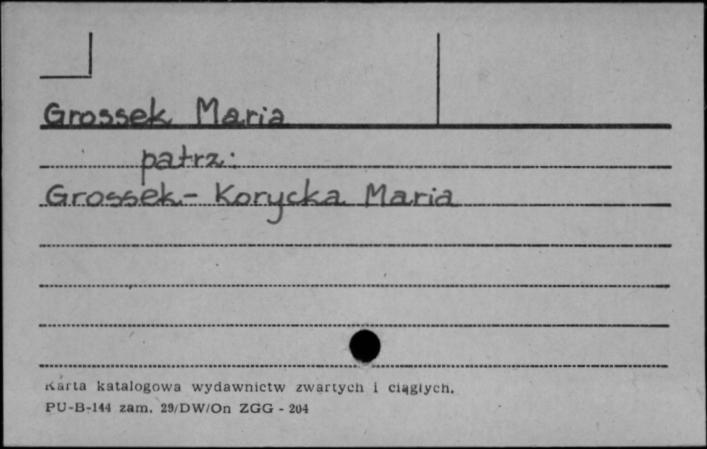 Grossek Maria
patrz:
Grossek-Korycka Maria
Karta katalogowa wydawnictw zwartych i ciągłych.
PU-B-144 zam. 29/DW/On ZGG - 204